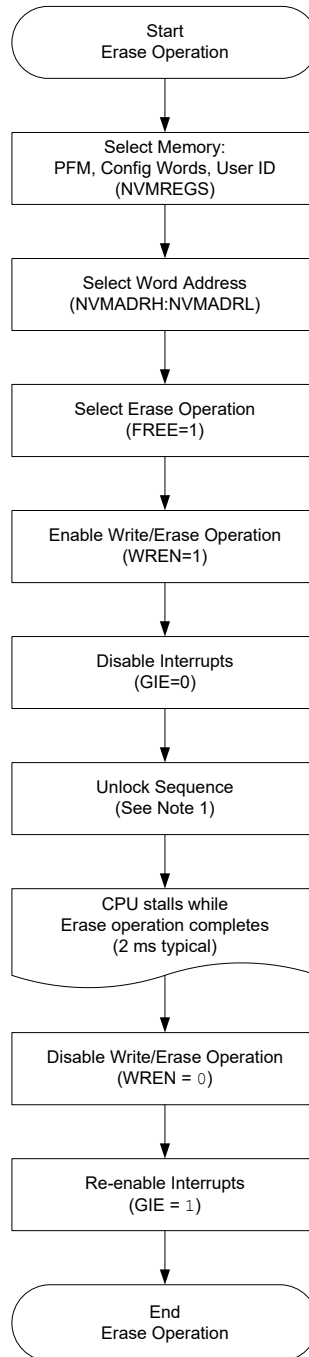 Start
Erase Operation
Select Memory:
PFM, Config Words, User ID
(NVMREGS)
Select Word Address
(NVMADRH:NVMADRL)
Select Erase Operation
(FREE=1)
Enable Write/Erase Operation
(WREN=1)
Disable Interrupts
(GIE=0)
Unlock Sequence
(See Note 1)
CPU stalls while
Erase operation completes
(2 ms typical)
Disable Write/Erase Operation
(WREN = 0)
Re-enable Interrupts
(GIE = 1)
End
Erase Operation